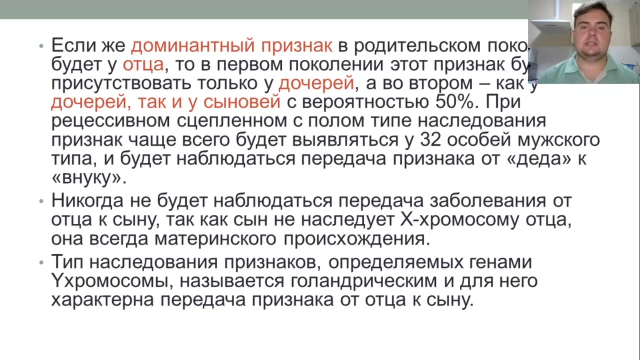 Если же доминантный признак в родительском поко
будет у отца, то в первом поколении этот признак бу
присутствовать только у дочерей, а во втором – как у
дочерей, так и у сыновей с вероятностью 50%. При
рецессивном сцепленном с полом типе наследования
признак чаще всего будет выявляться у 32 особей мужского
типа, и будет наблюдаться передача признака от «деда» к
«внуку».
Никогда не будет наблюдаться передача заболевания от
отца к сыну, так как сын не наследует X-хромосому отца,
она всегда материнского происхождения.
Тип наследования признаков, определяемых генами
Yхромосомы, называется голандрическим и для него
характерна передача признака от отца к сыну.